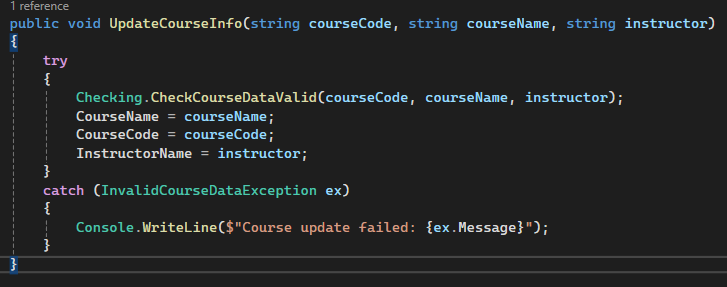 1 reference
public void UpdateCourseInfo(string courseCode, string courseName, string instructor)
{
try
{
Checking.CheckCourseDataValid(courseCode, courseName, instructor);
CourseName = courseName;
CourseCode = courseCode;
InstructorName = instructor;
}
catch (InvalidCourseDataException ex)
{
Console.WriteLine($"Course update failed: {ex.Message}");
}
}